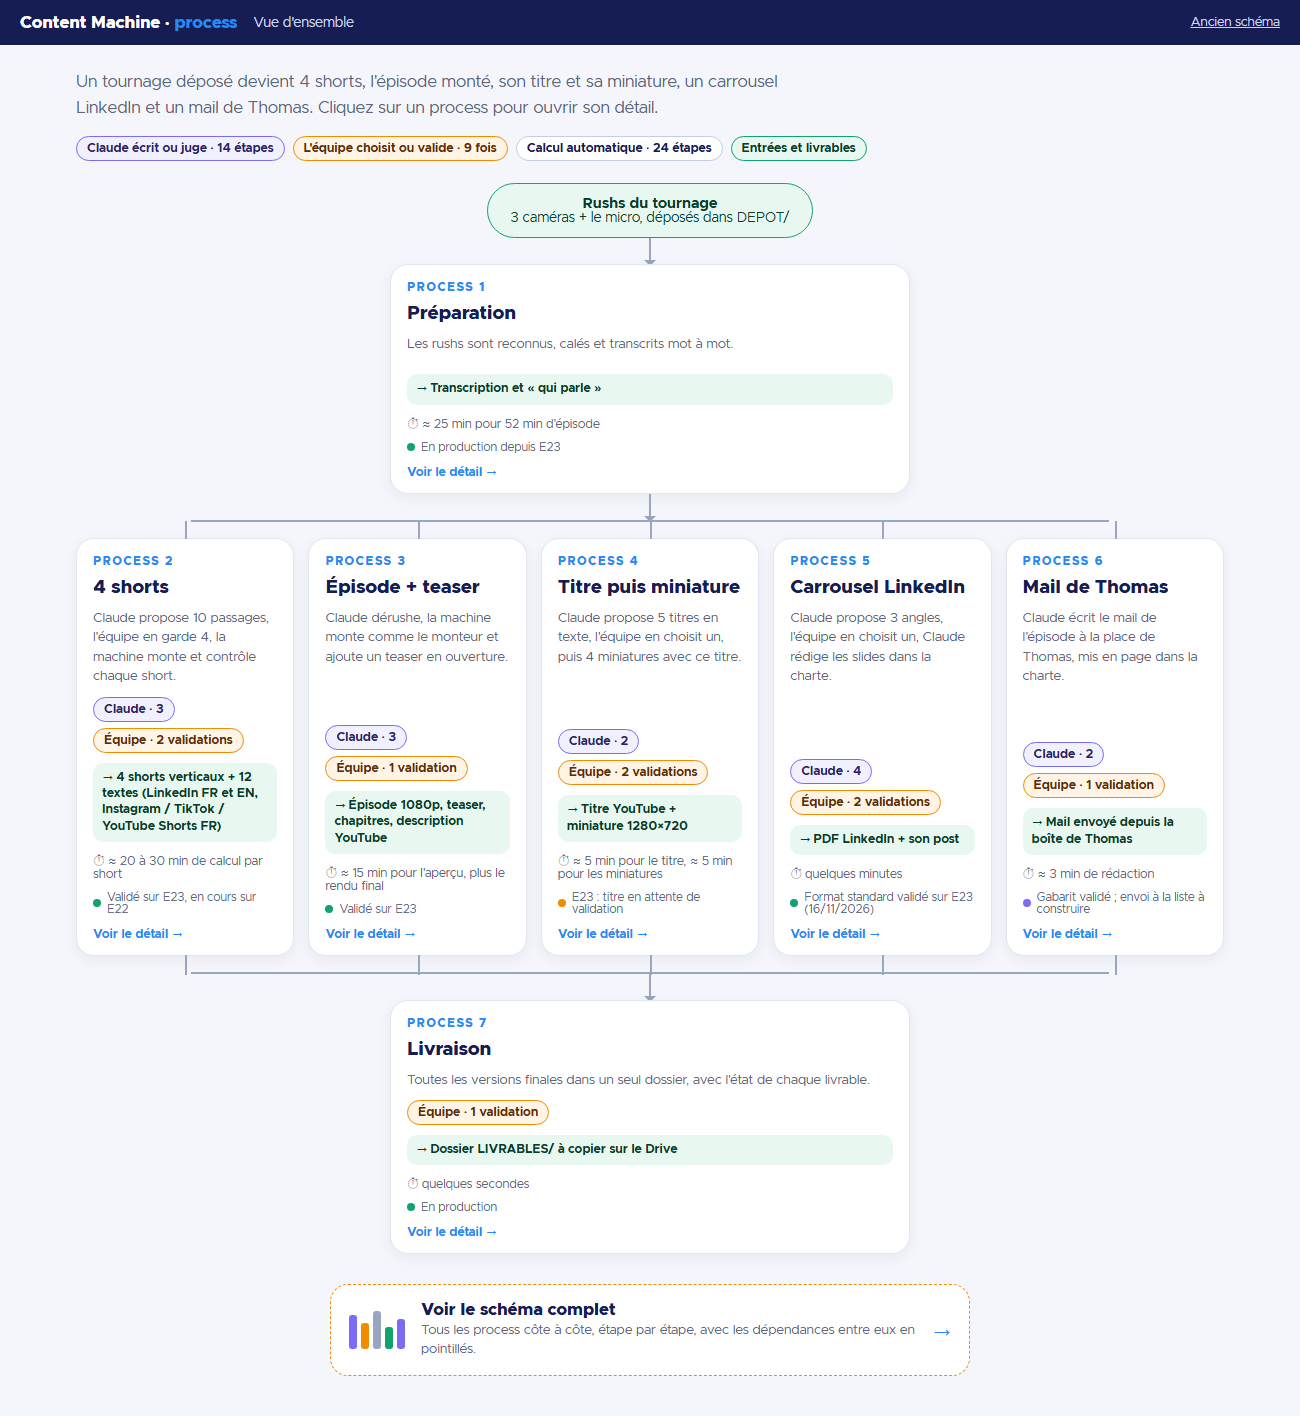 Content Machine · process Vue d'ensemble Ancien schéma
Un tournage déposé devient 4 shorts, l'épisode monté, son titre et sa miniature, un carrousel
LinkedIn et un mail de Thomas. Cliquez sur un process pour ouvrir son détail.
Claude écrit ou juge · 14 étapes
L'équipe choisit ou valide · 9 fois
Calcul automatique · 24 étapes
Entrées et livrables
Rushs du tournage
3 caméras + le micro, déposés dans DEPOT/
PROCESS 1
Préparation
Les rushs sont reconnus, calés et transcrits mot à mot.
→ Transcription et « qui parle »
⏱ ≈ 25 min pour 52 min d'épisode
En production depuis E23
Voir le détail →
PROCESS 2
4 shorts
Claude propose 10 passages,
l'équipe en garde 4, la
machine monte et contrôle
chaque short.
Claude · 3
Équipe · 2 validations
→ 4 shorts verticaux + 12
textes (LinkedIn FR et EN,
Instagram / TikTok /
YouTube Shorts FR)
⏱ ≈ 20 à 30 min de calcul par
short
Validé sur E23, en cours sur
E22
Voir le détail →
PROCESS 3
Épisode + teaser
Claude dérushe, la machine
monte comme le monteur et
ajoute un teaser en ouverture.
Claude · 3
Équipe · 1 validation
→ Épisode 1080p, teaser,
chapitres, description
YouTube
⏱ ≈ 15 min pour l'aperçu, plus le
rendu final
Validé sur E23
Voir le détail →
PROCESS 4
Titre puis miniature
Claude propose 5 titres en
texte, l'équipe en choisit un,
puis 4 miniatures avec ce titre.
Claude · 2
Équipe · 2 validations
→ Titre YouTube +
miniature 1280×720
⏱ ≈ 5 min pour le titre, ≈ 5 min
pour les miniatures
E23 : titre en attente de
validation
Voir le détail →
PROCESS 5
Carrousel LinkedIn
Claude propose 3 angles,
l'équipe en choisit un, Claude
rédige les slides dans la
charte.
Claude · 4
Équipe · 2 validations
→ PDF LinkedIn + son post
⏱ quelques minutes
Format standard validé sur E23
(16/11/2026)
Voir le détail →
PROCESS 6
Mail de Thomas
Claude écrit le mail de
l'épisode à la place de
Thomas, mis en page dans la
charte.
Claude · 2
Équipe · 1 validation
→ Mail envoyé depuis la
boîte de Thomas
⏱ ≈ 3 min de rédaction
Gabarit validé ; envoi à la liste à
construire
Voir le détail →
PROCESS 7
Livraison
Toutes les versions finales dans un seul dossier, avec l'état de chaque livrable.
Équipe · 1 validation
→ Dossier LIVRABLES/ à copier sur le Drive
⏱ quelques secondes
En production
Voir le détail →
Voir le schéma complet
Tous les process côte à côte, étape par étape, avec les dépendances entre eux en
pointillés.
→